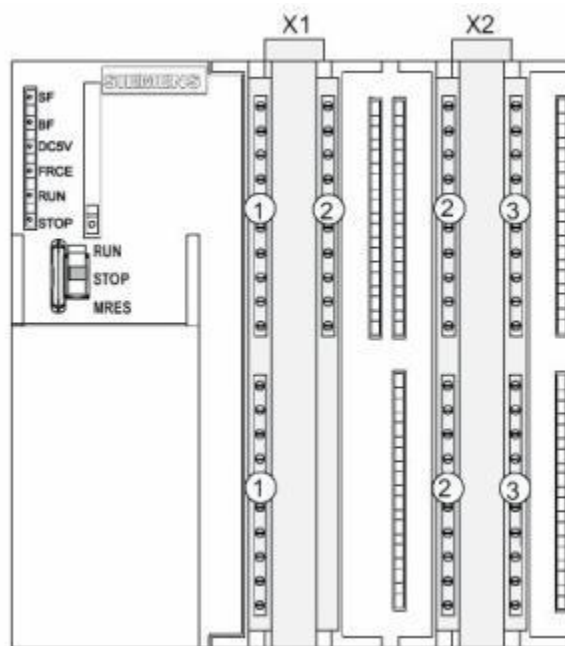 X1
X2
SIEMENS
SF
BF
DC5V
FRCE
RUN
STOP
RUN
STOP
MRES
1
2
2
3
1
2
3